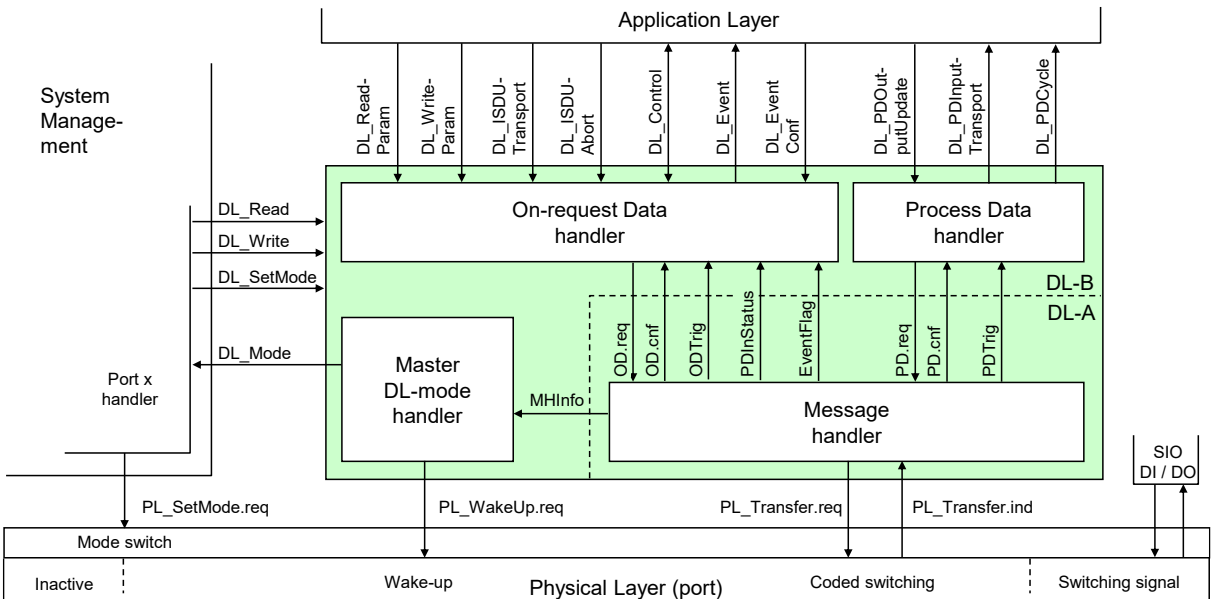 Application Layer
System
Manage-
ment
DL_Read-
Param
DL_Write-
Param
DL_ISDU-
Transport
DL_ISDU-
Abort
DL_Control
DL_Event
DL_Event
Conf
DL_PDOut-
putUpdate
DL_PDInput-
Transport
DL_PDCycle
On-request Data
handler
Process Data
handler
DL_Read
DL_Write
DL_SetMode
DL_Mode
DL-B
DL-A
OD.req
OD.cnf
ODTrig
PDInStatus
EventFlag
PD.req
PD.cnf
PDTrig
Port x
handler
Master
DL-mode
handler
MHInfo
Message
handler
SIO
DI / DO
PL_SetMode.req
PL_WakeUp.req
PL_Transfer.req
PL_Transfer.ind
Mode switch
Inactive
Wake-up
Physical Layer (port)
Coded switching
Switching signal